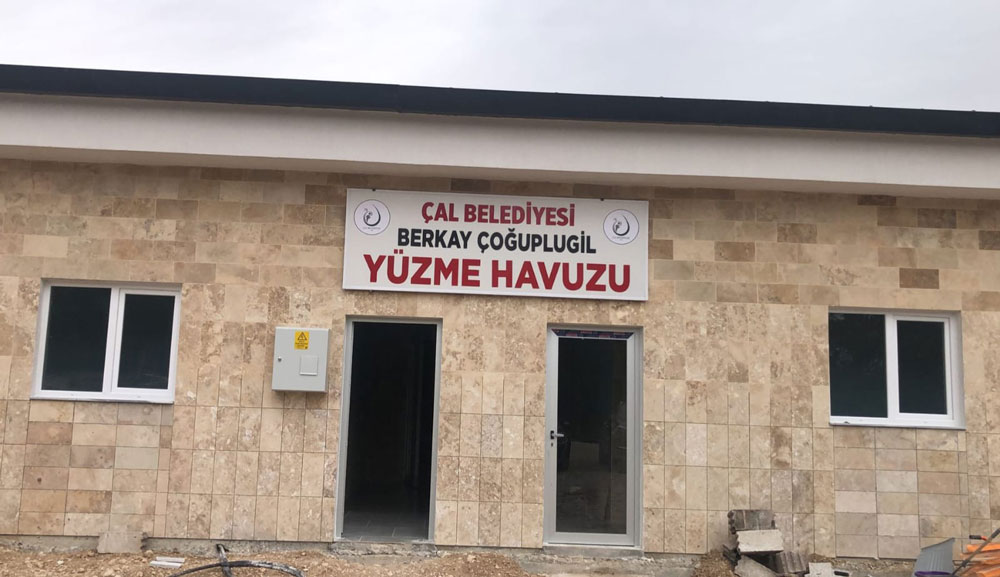 ÇAL BELEDİYESİ
BERKAY ÇOĞUPLUGİL
YÜZME HAVUZU